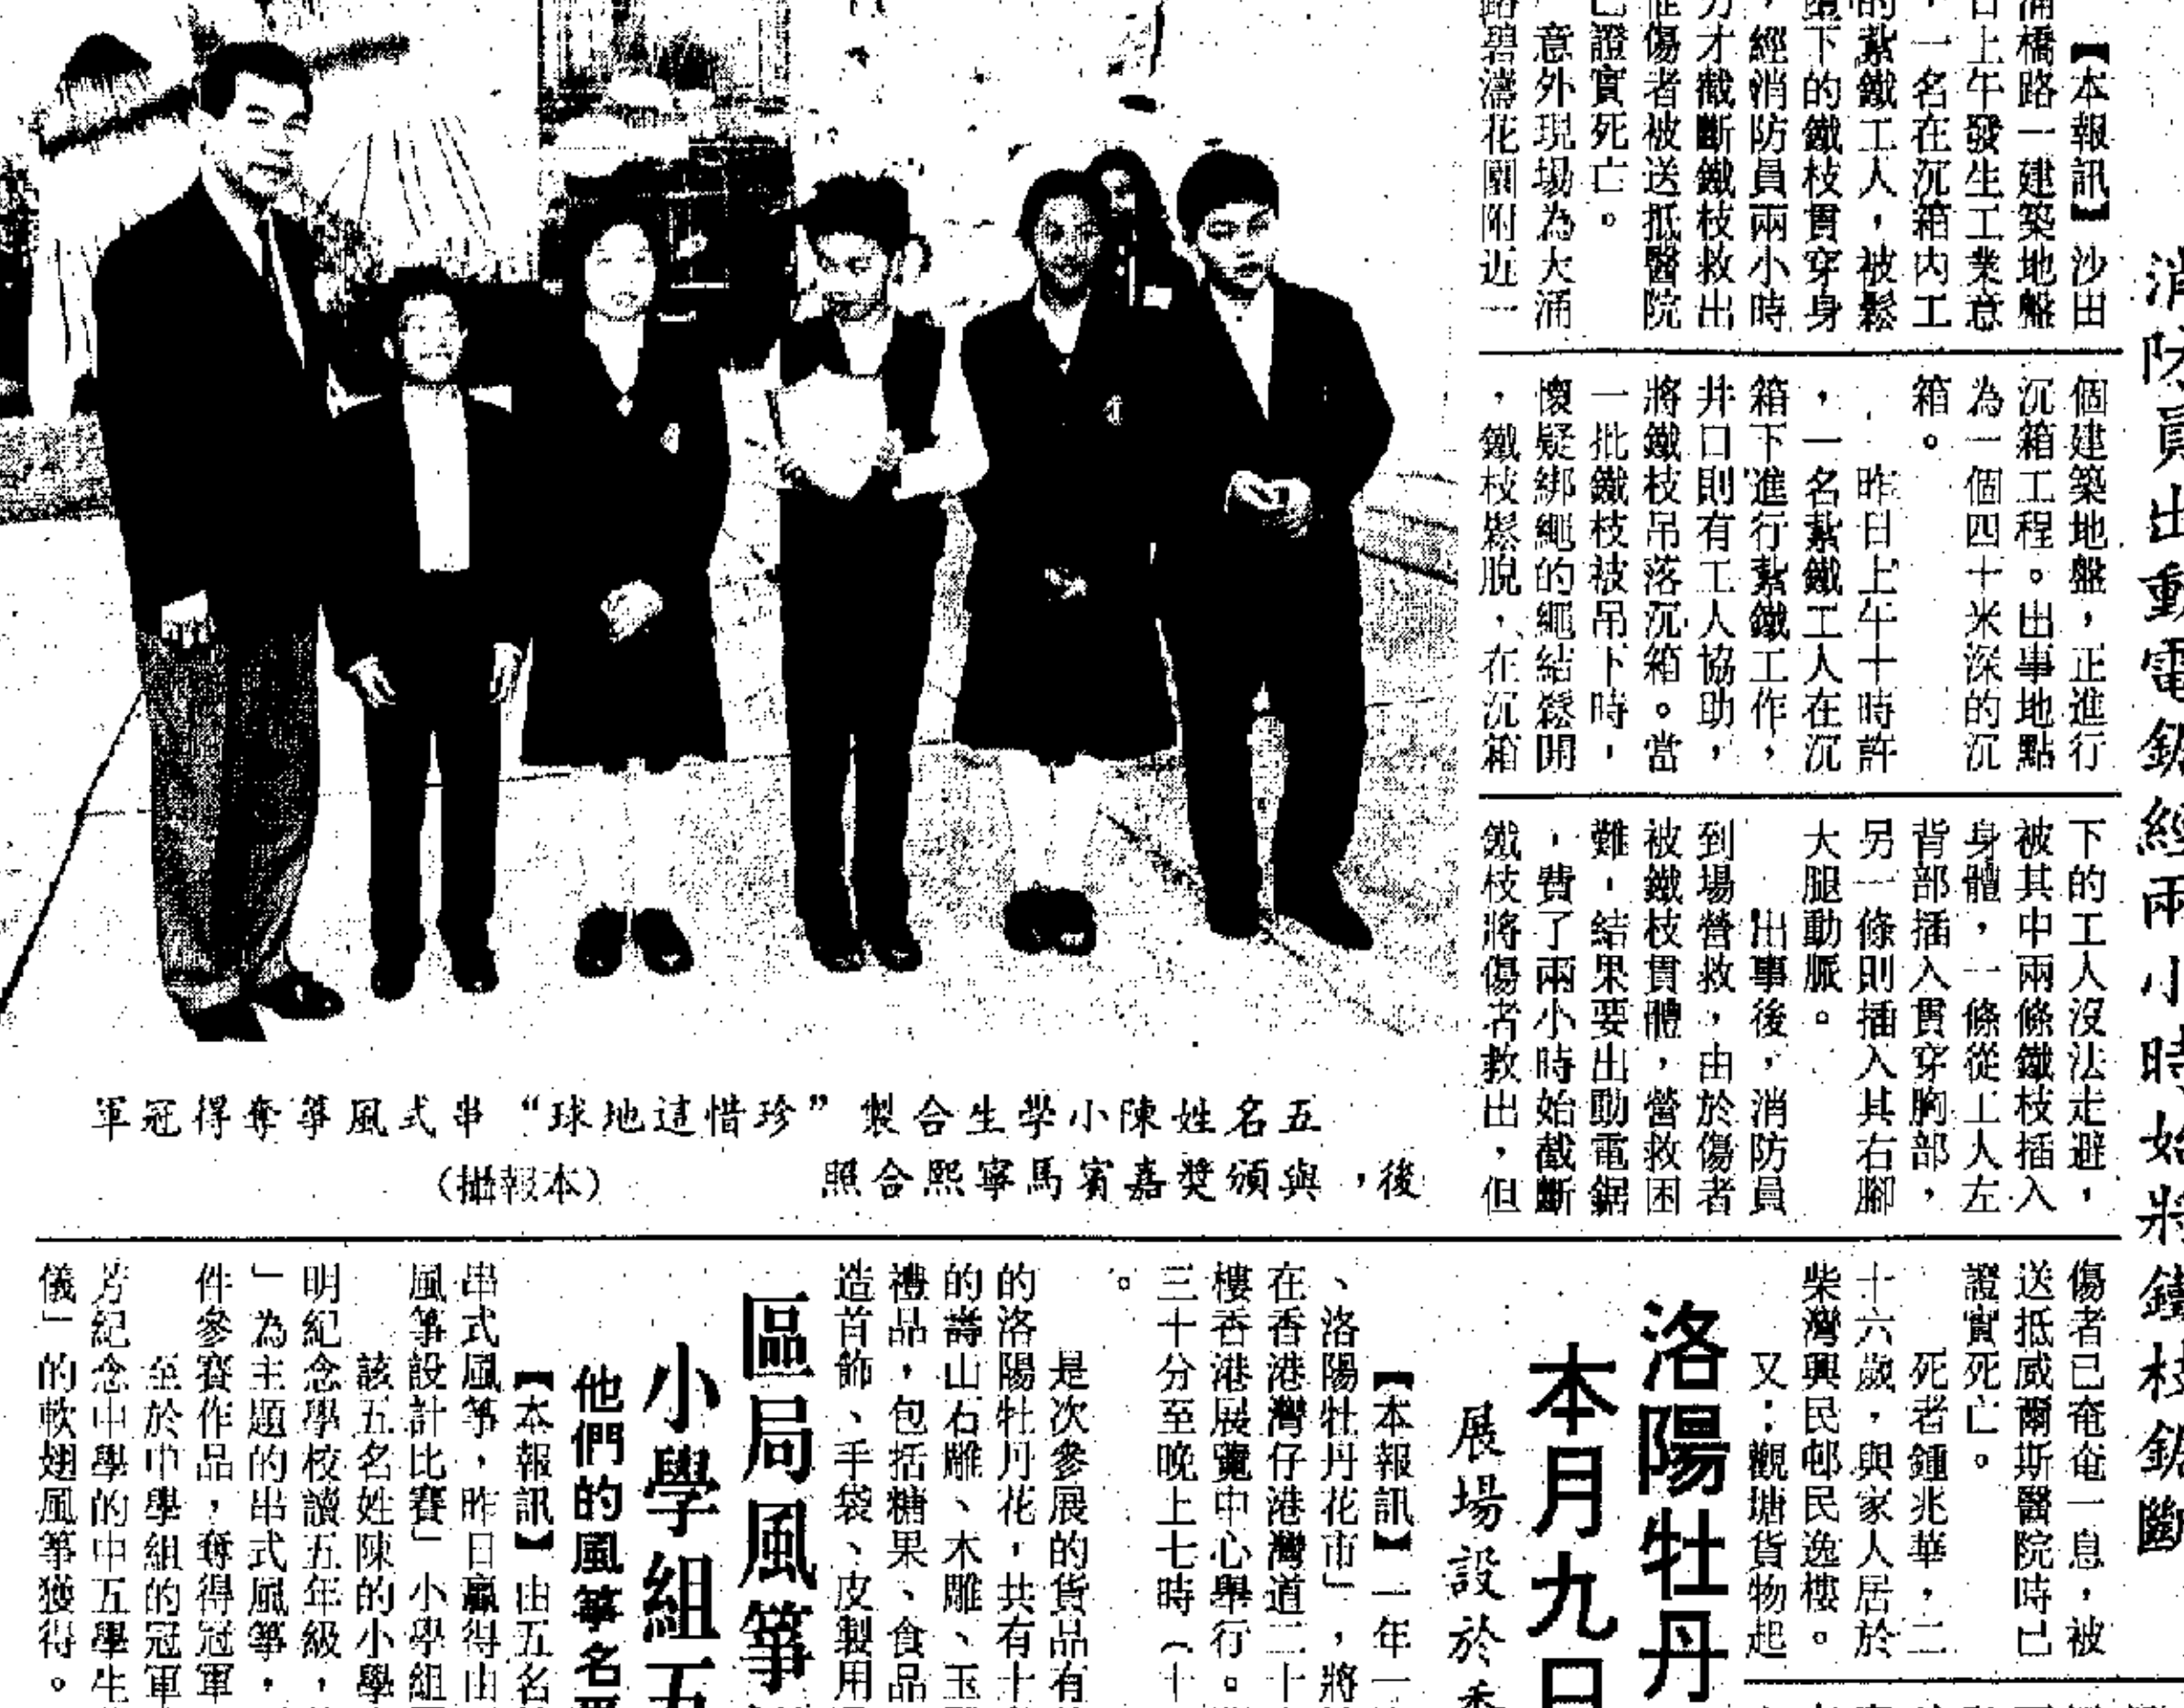 消防員出動電鋸經兩小時始將鐵枝鋸斷
【本報訊】沙田
涌橋路一建築地盤
日上午發生工業意
，一名在沉箱內工
的紮鐵工人，被鬆
墮下的鐵枝貫穿身
，經消防員兩小時
力才截斷鐵枝救出
傷者被送抵醫院
已證實死亡。
意外現場為大涌
路碧濤花園附近一
個建築地盤，正進行
沉箱工程。出事地點
為一個四十米深的沉
箱。
昨日上午十時許
，一名紮鐵工人在沉
箱下進行紮鐵工作，
井口則有工人協助，
將鐵枝吊落沉箱。當
一批鐵枝被吊下時，
懷疑綁繩的繩結鬆開
，鐵枝鬆脫，在沉箱
下的工人沒法走避，
被其中兩條鐵枝插入
身體，一條從工人左
背部插入貫穿胸部，
另一條則插入其右腳
大腿動脈。
出事後，消防員
到場營救，由於傷者
被鐵枝貫體，營救困
難，結果要出動電鋸
，費了兩小時始截斷
鐵枝將傷者救出，但
傷者已奄奄一息，被
送抵威爾斯醫院時已
證實死亡。
死者鍾兆華，二
十六歲，與家人居於
柴灣興民邨民逸樓。
又：觀塘貨物起
五名姓陳小學生合製“珍惜這地球”串式風箏奪得冠軍
後，與頒獎嘉賓馬寧熙合照
（本報攝）
洛陽牡丹
本月九日
展場設於香
【本報訊】一年一
、洛陽牡丹花市」，將
在香港灣仔港灣道二十
樓香港展覽中心舉行。
三十分至晚上七時（十
。
是次參展的貨品有
的洛陽牡丹花，共有十
的壽山石雕、木雕、玉
禮品，包括糖果、食品
造首飾、手袋、皮製用
區局風箏
小學組五
他們的風箏名
【本報訊】由五名
串式風箏，昨日贏得由
風箏設計比賽」小學組
該五名姓陳的小學
明紀念學校讀五年級，
」為主題的串式風箏，
件參賽作品，奪得冠軍
至於中學組的冠軍
芳紀念中學的中五學生
儀」的軟翅風箏獲得。